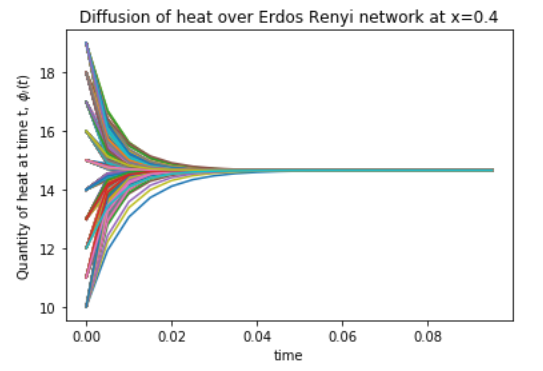 Diffusion of heat over Erdos Renyi network at x=0.4
Quantity of heat at time t, ϕᵢ(t)
18
16
14
12
10
0.00 0.02 0.04 0.06 0.08
time